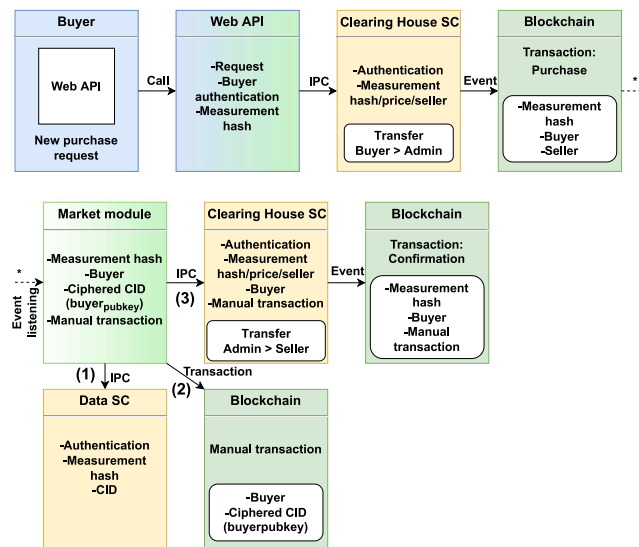 Buyer
Web API
New purchase
request
Call
Web API
-Request
-Buyer
authentication
-Measurement
hash
IPC
Clearing House SC
-Authentication
-Measurement
hash/price/seller
Transfer
Buyer > Admin
Event
Blockchain
Transaction:
Purchase
-Measurement
hash
-Buyer
-Seller
*
*
Event
listening
Market module
-Measurement hash
-Buyer
-Ciphered CID
(buyerpubkey)
-Manual transaction
IPC
(3)
Clearing House SC
-Authentication
-Measurement
hash/price/seller
-Buyer
-Manual transaction
Transfer
Admin > Seller
Event
Blockchain
Transaction:
Confirmation
-Measurement
hash
-Buyer
-Manual
transaction
(1)
IPC
Transaction
(2)
Data SC
-Authentication
-Measurement
hash
-CID
Blockchain
Manual transaction
-Buyer
-Ciphered CID
(buyerpubkey)